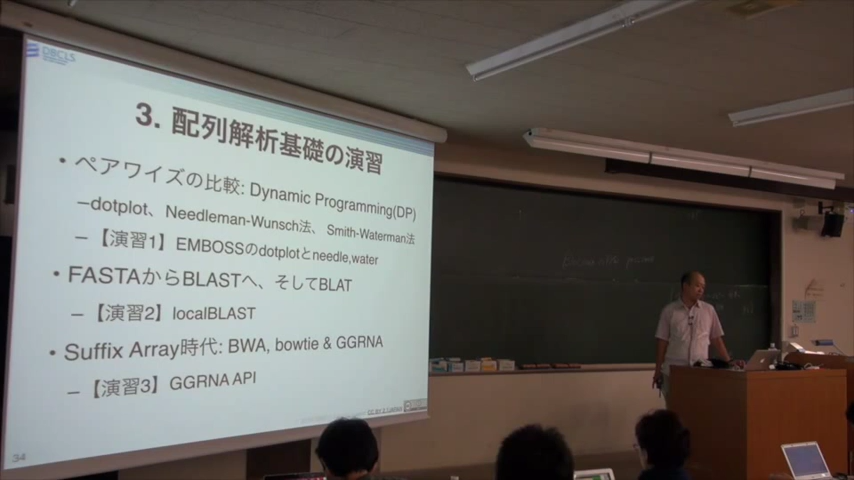 DBCLS
3. 配列解析基礎の演習
• ペアワイズの比較: Dynamic Programming(DP)
–dotplot、Needleman-Wunsch法、Smith-Waterman法
–【演習1】EMBOSSのdotplotとneedle,water
• FASTAからBLASTへ、そしてBLAT
–【演習2】localBLAST
• Suffix Array時代: BWA, bowtie & GGRNA
–【演習3】GGRNA API
34